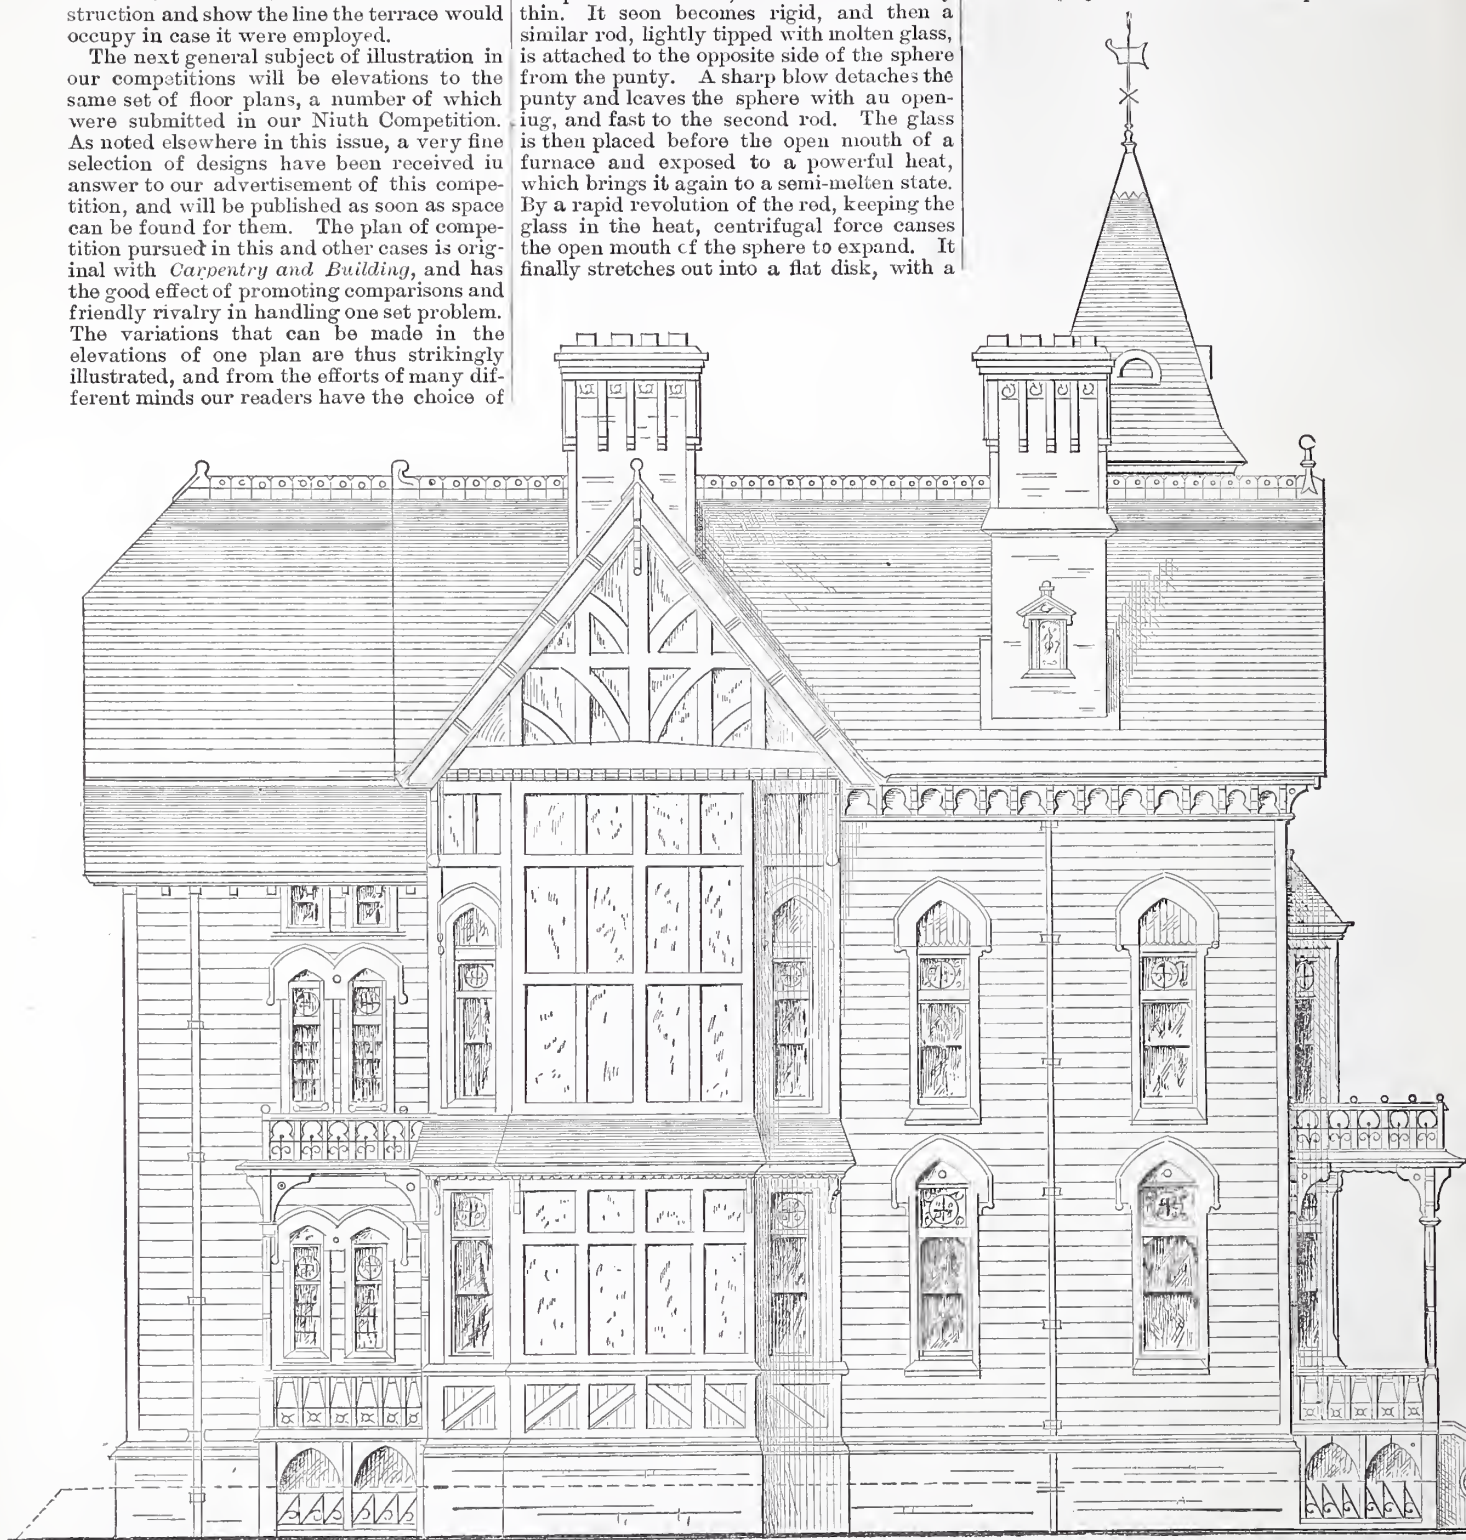 struction and show the line the terrace would
occupy in case it were employed.
The next general subject of illustration in
our competitions will be elevations to the
same set of floor plans, a number of which
were submitted in our Niuth Competition.
As noted elsewhere in this issue, a very fine
selection of designs have been received iu
answer to our advertisement of this compe-
tition, and will be published as soon as space
can be found for them. The plan of compe-
tition pursued in this and other cases is orig-
inal with Carpentry and Building, and has
the good effect of promoting comparisons and
friendly rivalry in handling one set problem.
The variations that can be made in the
elevations of one plan are thus strikingly
illustrated, and from the efforts of many dif-
ferent minds our readers have the choice of
thin. It soon becomes rigid, and then a
similar rod, lightly tipped with molten glass,
is attached to the opposite side of the sphere
from the punty. A sharp blow detaches the
punty and leaves the sphere with au open-
iug, and fast to the second rod. The glass
is then placed before the open mouth of a
furnace and exposed to a powerful heat,
which brings it again to a semi-molten state.
By a rapid revolution of the rod, keeping the
glass in the heat, centrifugal force causes
the open mouth of the sphere to expand. It
finally stretches out into a flat disk, with a